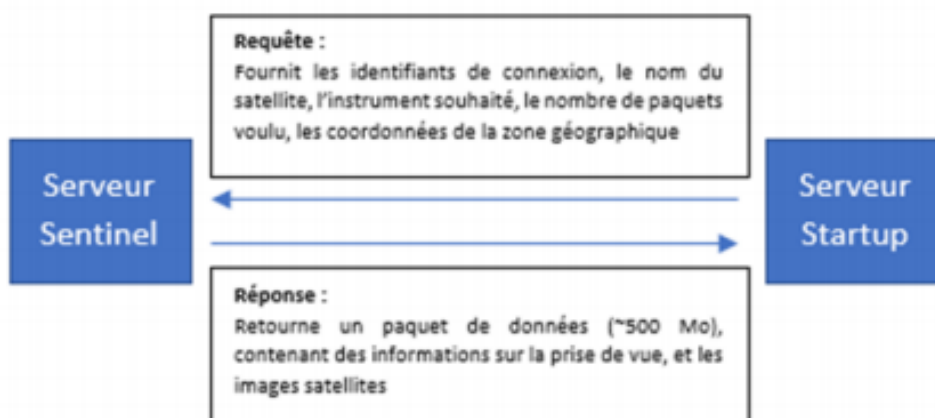 Requête :
Fournit les identifiants de connexion, le nom du
satellite, l'instrument souhaité, le nombre de paquets
voulu, les coordonnées de la zone géographique
Serveur
Sentinel
Serveur
Startup
Réponse :
Retourne un paquet de données (~500 Mo),
contenant des informations sur la prise de vue, et les
images satellites